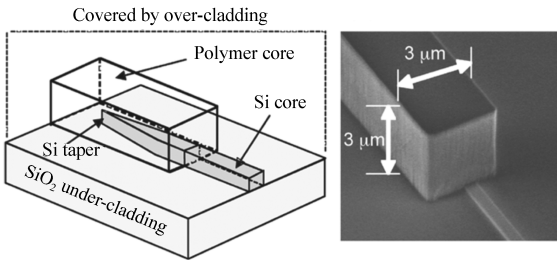 Covered by over-cladding
Polymer core
Si core
Si taper
SiO₂ under-cladding
3 μm
3 μm